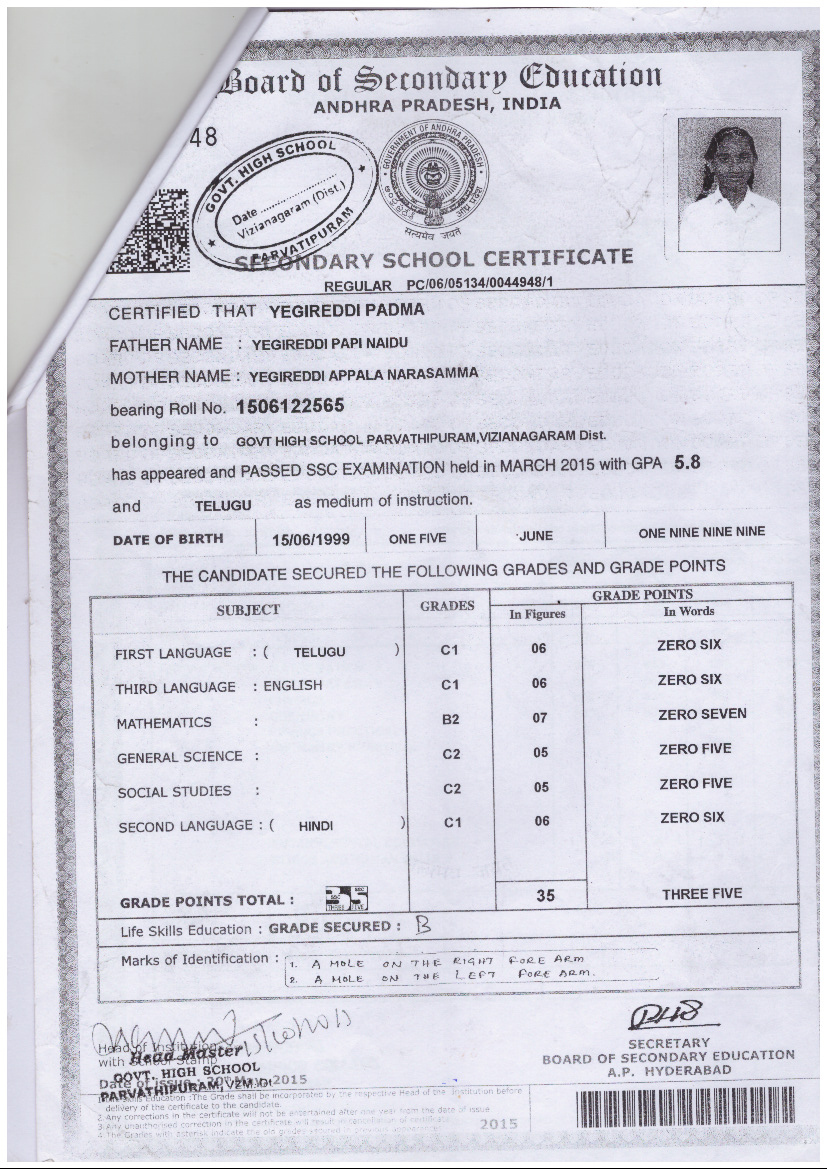 Board of Secondary Education
ANDHRA PRADESH, INDIA
48
GOVT. HIGH SCHOOL
Date ....................
Vizianagaram (Dist.)
PARVATIPURAM
GOVERNMENT OF ANDHRA PRADESH
सत्यमेव जयते
SECONDARY SCHOOL CERTIFICATE
REGULAR PC/06/05134/0044948/1
CERTIFIED THAT YEGIREDDI PADMA
FATHER NAME : YEGIREDDI PAPI NAIDU
MOTHER NAME : YEGIREDDI APPALA NARASAMMA
bearing Roll No. 1506122565
belonging to GOVT HIGH SCHOOL PARVATHIPURAM,VIZIANAGARAM Dist.
has appeared and PASSED SSC EXAMINATION held in MARCH 2015 with GPA 5.8
and TELUGU as medium of instruction.
DATE OF BIRTH 15/06/1999 ONE FIVE JUNE ONE NINE NINE NINE
THE CANDIDATE SECURED THE FOLLOWING GRADES AND GRADE POINTS
SUBJECT GRADES GRADE POINTS
In Figures In Words
FIRST LANGUAGE : ( TELUGU ) C1 06 ZERO SIX
THIRD LANGUAGE : ENGLISH C1 06 ZERO SIX
MATHEMATICS : B2 07 ZERO SEVEN
GENERAL SCIENCE : C2 05 ZERO FIVE
SOCIAL STUDIES : C2 05 ZERO FIVE
SECOND LANGUAGE : ( HINDI ) C1 06 ZERO SIX
GRADE POINTS TOTAL : 35 THREE FIVE
Life Skills Education : GRADE SECURED : B
Marks of Identification : 1. A MOLE ON THE RIGHT FORE ARM
2. A MOLE ON THE LEFT FORE ARM.
Head of Institution
with School Stamp
Head Master
GOVT. HIGH SCHOOL
PARVATHIPURAM, VZM.Dt
Date of issue : 20th May 2015
SECRETARY
BOARD OF SECONDARY EDUCATION
A.P. HYDERABAD
Life Skills Education :The Grade shall be incorporated by the respective Head of the Institution before
delivery of the certificate to the candidate.
2. Any corrections in the certificate will not be entertained after one year from the date of issue
3. Any unauthorised correction in the certificate will result in cancellation of certificate
4. The Grades with asterisk indicate the old grades secured in previous appearance
2015